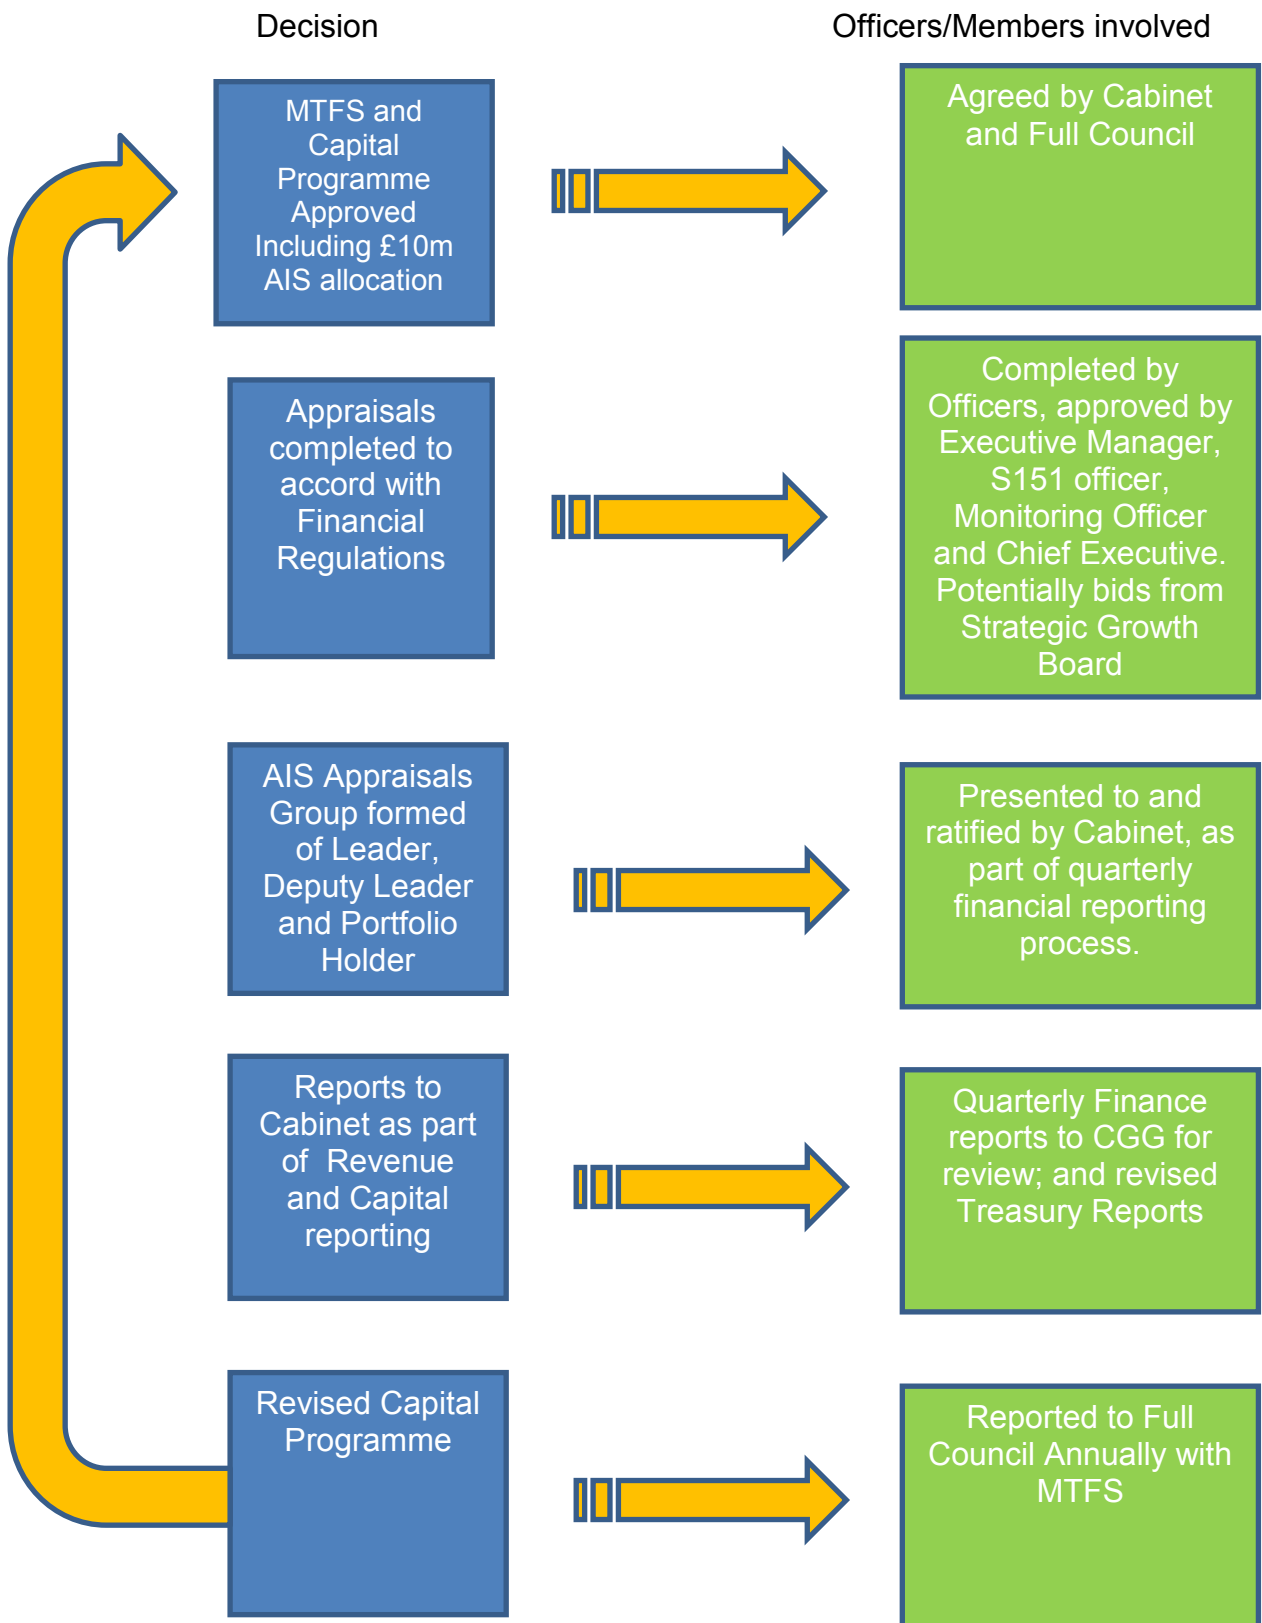 Decision
Officers/Members involved
MTFS and
Capital
Programme
Approved
Including £10m
AIS allocation
Agreed by Cabinet
and Full Council
Appraisals
completed to
accord with
Financial
Regulations
Completed by
Officers, approved by
Executive Manager,
S151 officer,
Monitoring Officer
and Chief Executive.
Potentially bids from
Strategic Growth
Board
AIS Appraisals
Group formed
of Leader,
Deputy Leader
and Portfolio
Holder
Presented to and
ratified by Cabinet, as
part of quarterly
financial reporting
process.
Reports to
Cabinet as part
of Revenue
and Capital
reporting
Quarterly Finance
reports to CGG for
review; and revised
Treasury Reports
Revised Capital
Programme
Reported to Full
Council Annually with
MTFS